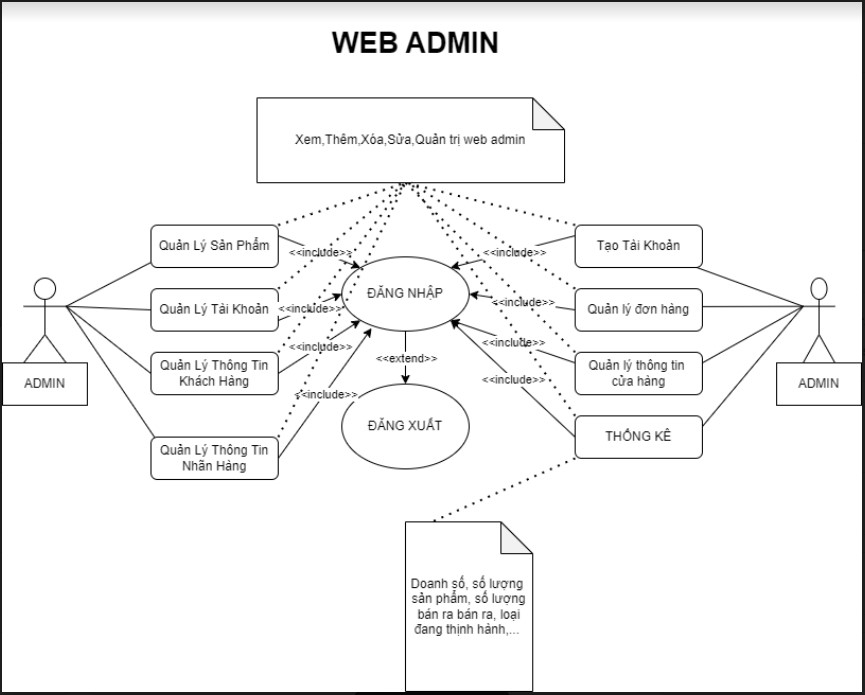 WEB ADMIN
Xem,Thêm,Xóa,Sửa,Quản trị web admin
Quản Lý Sản Phẩm
<<include>>
<<include>>
Tạo Tài Khoản
ĐĂNG NHẬP
Quản Lý Tài Khoản
<<include>>
<<include>>
Quản lý đơn hàng
<<include>>
<<include>>
Quản Lý Thông Tin
Khách Hàng
<<extend>>
Quản lý thông tin
cửa hàng
ADMIN
<<include>>
<<include>>
ADMIN
ĐĂNG XUẤT
THỐNG KÊ
Quản Lý Thông Tin
Nhãn Hàng
Doanh số, số lượng
sản phẩm, số lượng
bán ra bán ra, loại
đang thịnh hành,...